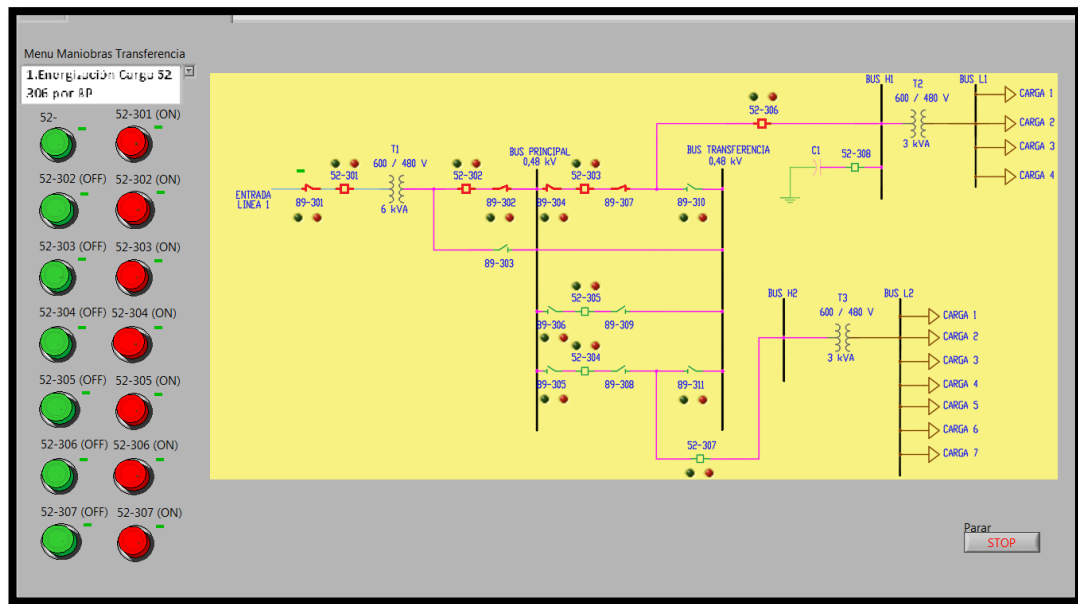 Menu Maniobras Transferencia
1.Energización Carga 52
306 por BP
52-
52-301 (ON)
52-302 (OFF) 52-302 (ON)
52-303 (OFF) 52-303 (ON)
52-304 (OFF) 52-304 (ON)
52-305 (OFF) 52-305 (ON)
52-306 (OFF) 52-306 (ON)
52-307 (OFF) 52-307 (ON)
ENTRADA
LINEA 1
89-301
52-301
T1
600 / 480 V
6 kVA
52-302
89-302
BUS PRINCIPAL
0,48 kV
89-304
52-303
89-307
BUS TRANSFERENCIA
0,48 kV
89-310
89-303
52-306
BUS H1
T2
600 / 480 V
3 kVA
BUS L1
CARGA 1
CARGA 2
CARGA 3
CARGA 4
C1
52-308
52-305
89-306
89-309
52-304
89-305
89-308
89-311
52-307
BUS H2
T3
600 / 480 V
3 kVA
BUS L2
CARGA 1
CARGA 2
CARGA 3
CARGA 4
CARGA 5
CARGA 6
CARGA 7
Parar
STOP